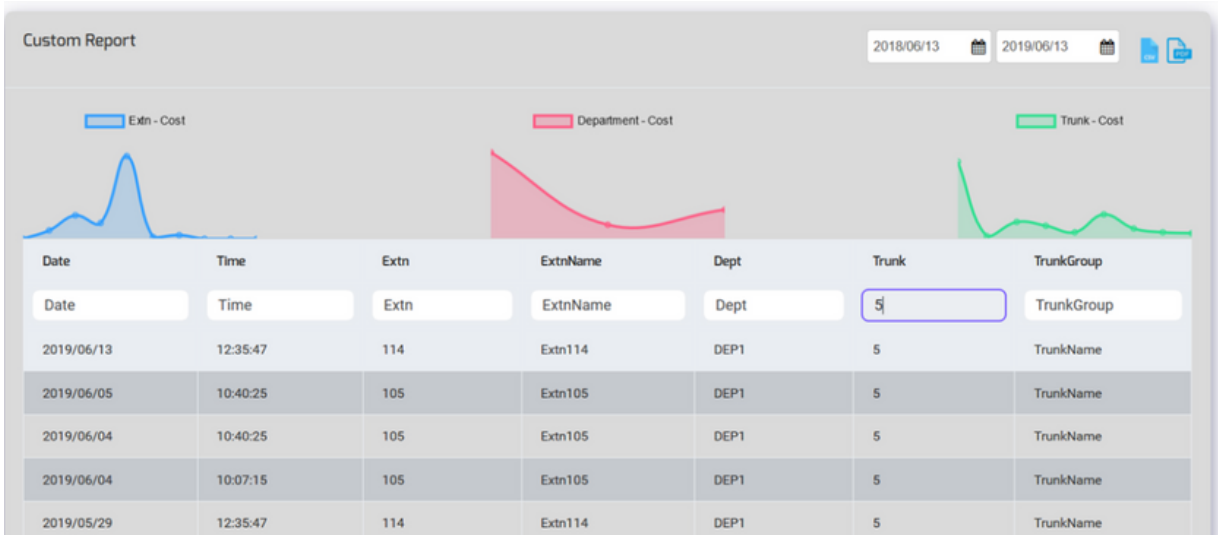 Custom Report 2018/06/13 2019/06/13 PDF
Extn - Cost Department - Cost Trunk - Cost
Date Time Extn ExtnName Dept Trunk TrunkGroup
Date Time Extn ExtnName Dept 5 TrunkGroup
2019/06/13 12:35:47 114 Extn114 DEP1 5 TrunkName
2019/06/05 10:40:25 105 Extn105 DEP1 5 TrunkName
2019/06/04 10:40:25 105 Extn105 DEP1 5 TrunkName
2019/06/04 10:07:15 105 Extn105 DEP1 5 TrunkName
2019/05/29 12:35:47 114 Extn114 DEP1 5 TrunkName